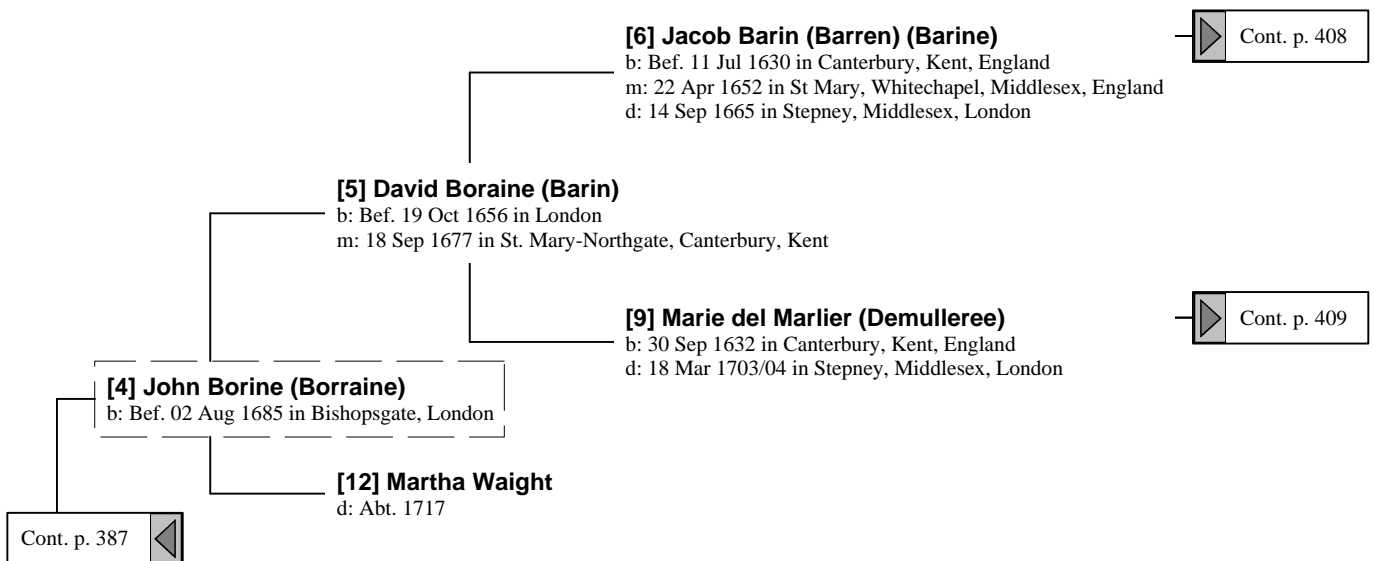 [6] Jacob Barin (Barren) (Barine)
b: Bef. 11 Jul 1630 in Canterbury, Kent, England
m: 22 Apr 1652 in St Mary, Whitechapel, Middlesex, England
d: 14 Sep 1665 in Stepney, Middlesex, London
Cont. p. 408
[5] David Boraine (Barin)
b: Bef. 19 Oct 1656 in London
m: 18 Sep 1677 in St. Mary-Northgate, Canterbury, Kent
[9] Marie del Marlier (Demulleree)
b: 30 Sep 1632 in Canterbury, Kent, England
d: 18 Mar 1703/04 in Stepney, Middlesex, London
Cont. p. 409
[4] John Borine (Borraine)
b: Bef. 02 Aug 1685 in Bishopsgate, London
[12] Martha Waight
d: Abt. 1717
Cont. p. 387